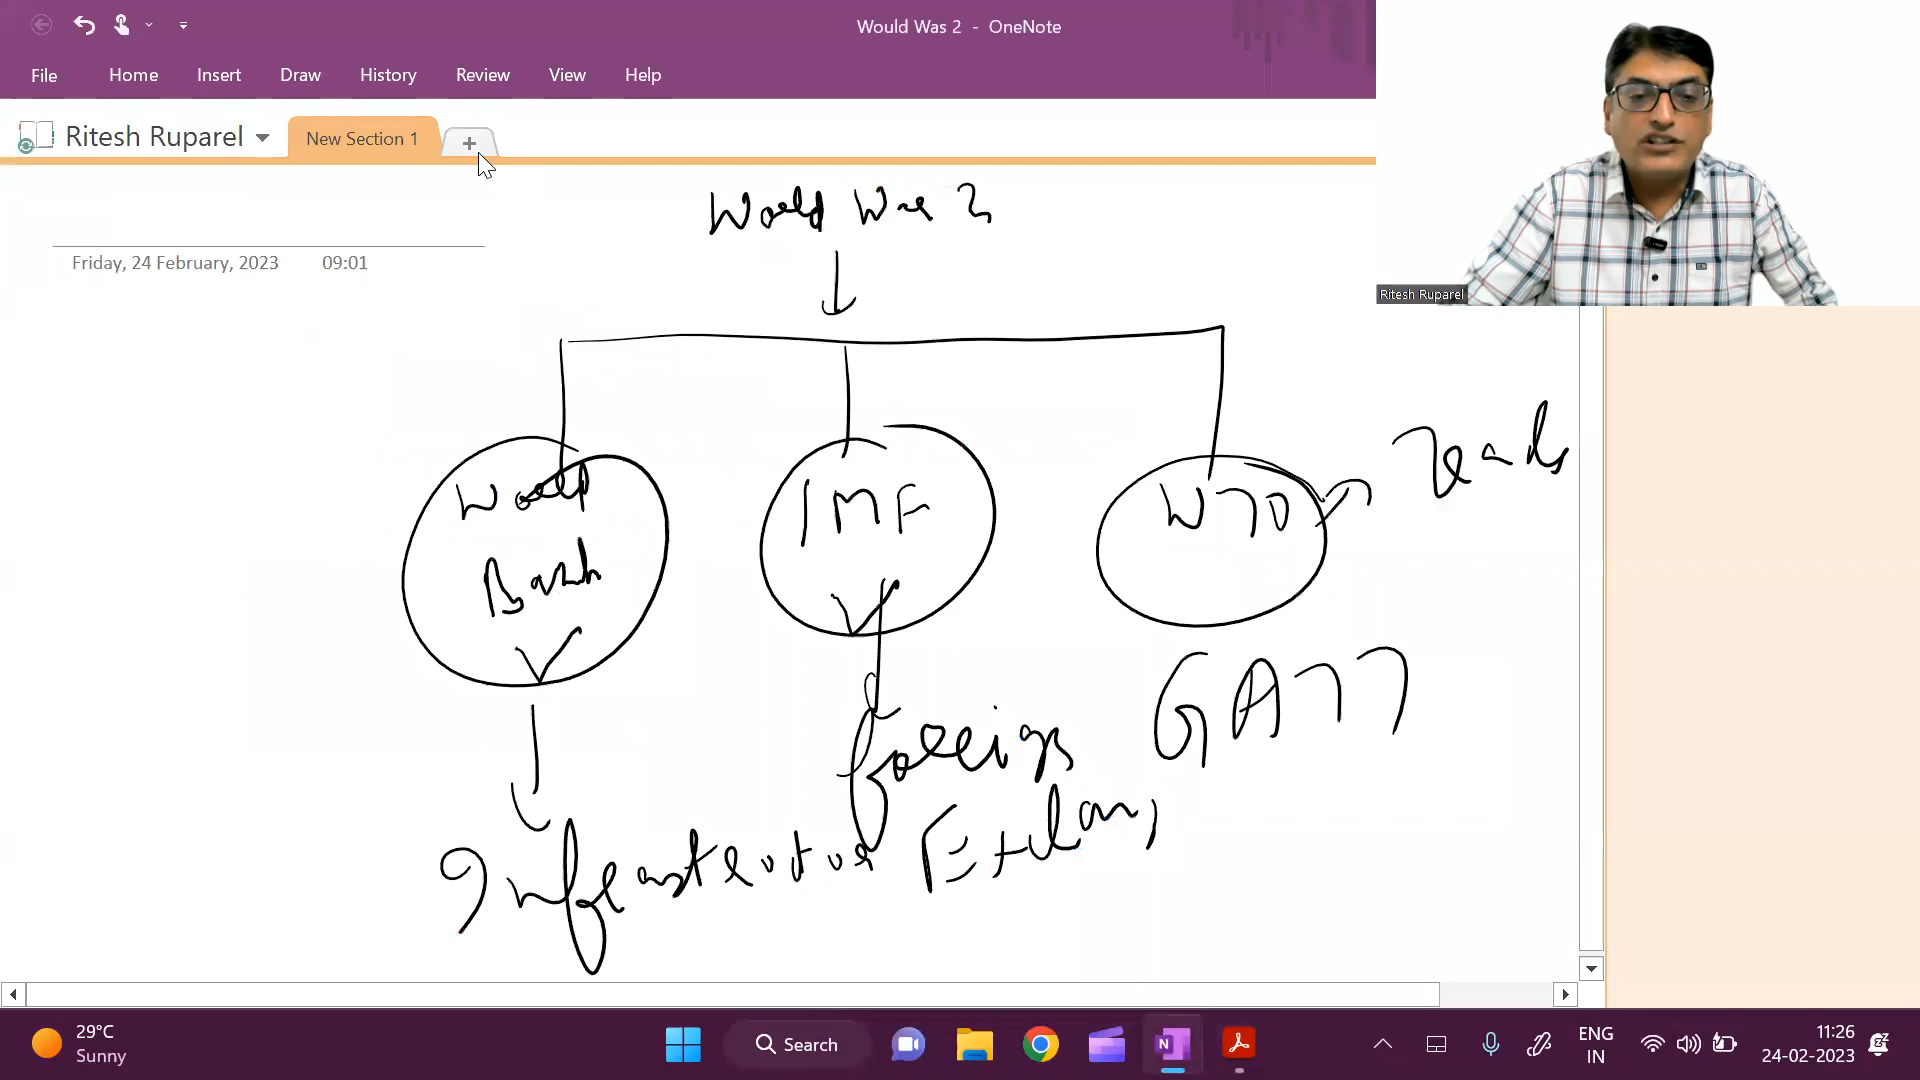 Would Was 2 - OneNote
File Home Insert Draw History Review View Help
Ritesh Ruparel New Section 1 +
Friday, 24 February, 2023 09:01
World War 2
World
Bank
IMF
WTO
Trade
GATT
Foreign
Exchang
Infrastructur
Ritesh Ruparel
29°C
Sunny
Search
ENG
IN
11:26
24-02-2023